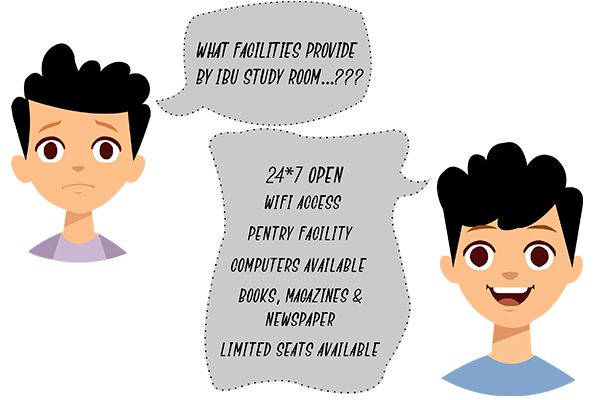 WHAT FACILITIES PROVIDE
BY IBU STUDY ROOM...???
24*7 OPEN
WIFI ACCESS
PENTRY FACILITY
COMPUTERS AVAILABLE
BOOKS, MAGAZINES &
NEWSPAPER
LIMITED SEATS AVAILABLE